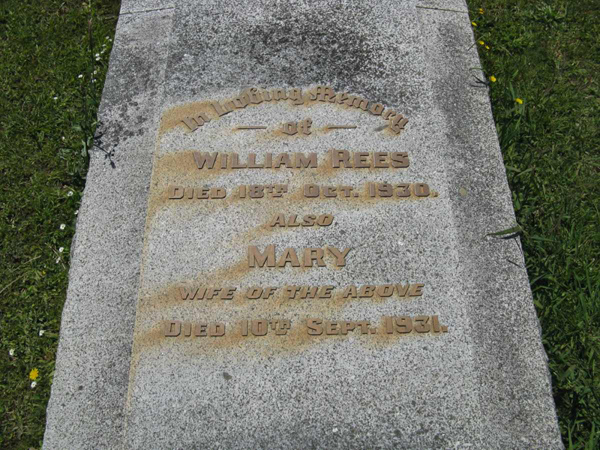 In Loving Memory
— of —
WILLIAM REES
DIED 18TH OCT. 1930.
ALSO
MARY
WIFE OF THE ABOVE
DIED 10TH SEPT. 1931.